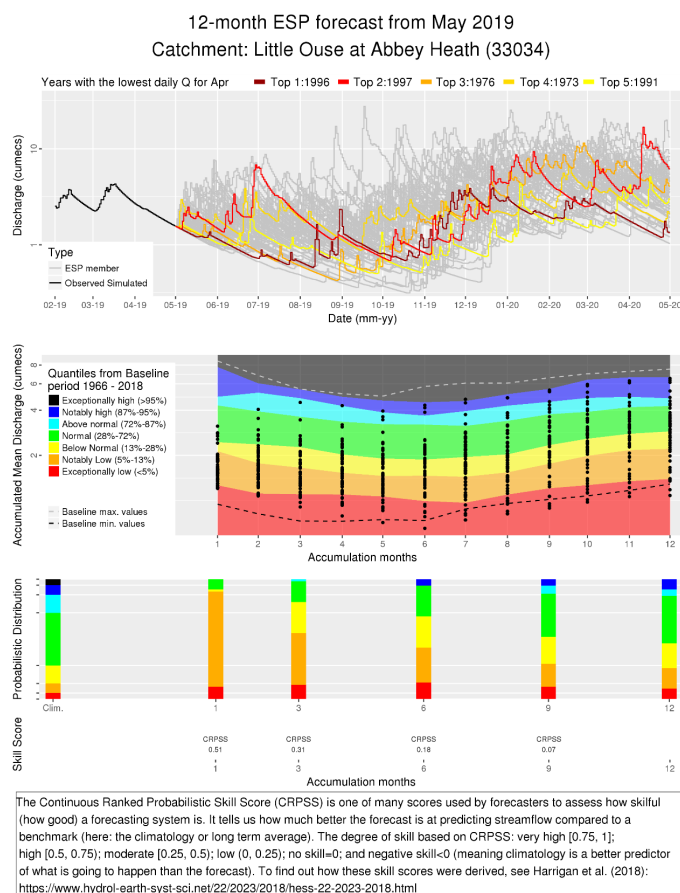 12-month ESP forecast from May 2019
Catchment: Little Ouse at Abbey Heath (33034)
Years with the lowest daily Q for Apr Top 1:1996 Top 2:1997 Top 3:1976 Top 4:1973 Top 5:1991
Discharge (cumecs)
10
1
Type
ESP member
Observed Simulated
02-19 03-19 04-19 05-19 06-19 07-19 08-19 09-19 10-19 11-19 12-19 01-20 02-20 03-20 04-20 05-20
Date (mm-yy)
Accumulated Mean Discharge (cumecs)
8
6
4
2
Quantiles from Baseline
period 1966 - 2018
Exceptionally high (>95%)
Notably high (87%-95%)
Above normal (72%-87%)
Normal (28%-72%)
Below Normal (13%-28%)
Notably Low (5%-13%)
Exceptionally low (<5%)
Baseline max. values
Baseline min. values
1 2 3 4 5 6 7 8 9 10 11 12
Accumulation months
Probabilistic Distribution
Clim. 1 3 6 9 12
Skill Score
CRPSS CRPSS CRPSS CRPSS
0.51 0.31 0.18 0.07
1 3 6 9 12
Accumulation months
The Continuous Ranked Probabilistic Skill Score (CRPSS) is one of many scores used by forecasters to assess how skilful
(how good) a forecasting system is. It tells us how much better the forecast is at predicting streamflow compared to a
benchmark (here: the climatology or long term average). The degree of skill based on CRPSS: very high [0.75, 1];
high [0.5, 0.75); moderate [0.25, 0.5); low (0, 0.25); no skill=0; and negative skill<0 (meaning climatology is a better predictor
of what is going to happen than the forecast). To find out how these skill scores were derived, see Harrigan et al. (2018):
https://www.hydrol-earth-syst-sci.net/22/2023/2018/hess-22-2023-2018.html